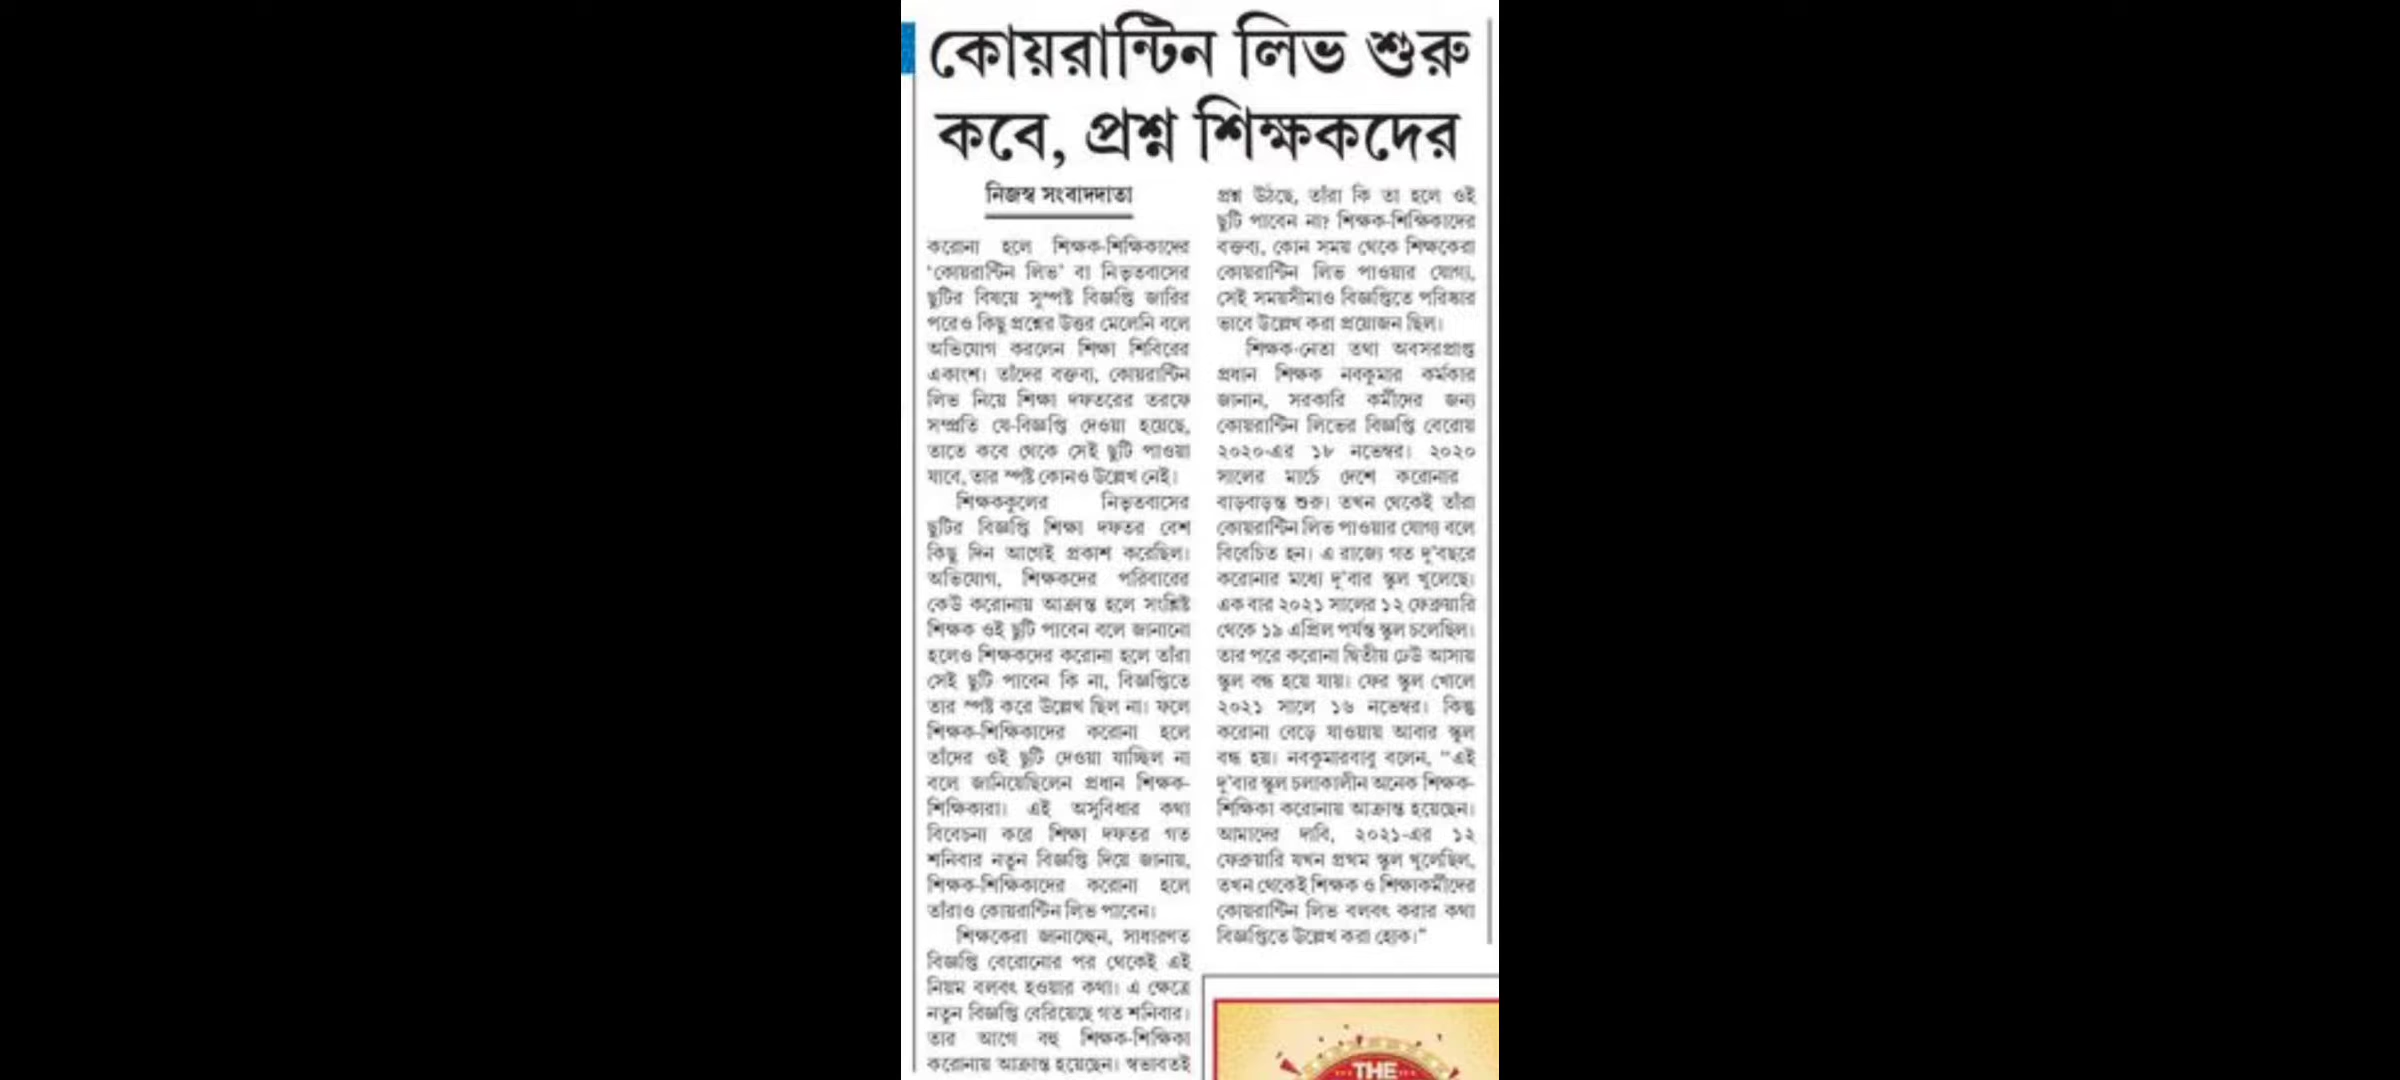 কোয়রান্টিন লিভ শুরু
কবে, প্রশ্ন শিক্ষকদের
নিজস্ব সংবাদদাতা
করোনা হলে শিক্ষক-শিক্ষিকাদের
‘কোয়রান্টিন লিভ’ বা নিভৃতবাসের
ছুটির বিষয়ে সুস্পষ্ট বিজ্ঞপ্তি জারির
পরেও কিছু প্রশ্নের উত্তর মেলেনি বলে
অভিযোগ করলেন শিক্ষা শিবিরের
একাংশ। তাঁদের বক্তব্য, কোয়রান্টিন
লিভ নিয়ে শিক্ষা দফতরের তরফে
সম্প্রতি যে-বিজ্ঞপ্তি দেওয়া হয়েছে,
তাতে কবে থেকে সেই ছুটি পাওয়া
যাবে, তার স্পষ্ট কোনও উল্লেখ নেই।
শিক্ষককুলের নিভৃতবাসের
ছুটির বিজ্ঞপ্তি শিক্ষা দফতর বেশ
কিছু দিন আগেই প্রকাশ করেছিল।
অভিযোগ, শিক্ষকদের পরিবারের
কেউ করোনায় আক্রান্ত হলে সংশ্লিষ্ট
শিক্ষক ওই ছুটি পাবেন বলে জানানো
হলেও শিক্ষকদের করোনা হলে তাঁরা
সেই ছুটি পাবেন কি না, বিজ্ঞপ্তিতে
তার স্পষ্ট করে উল্লেখ ছিল না। ফলে
শিক্ষক-শিক্ষিকাদের করোনা হলে
তাঁদের ওই ছুটি দেওয়া যাচ্ছিল না
বলে জানিয়েছিলেন প্রধান শিক্ষক-
শিক্ষিকারা। এই অসুবিধার কথা
বিবেচনা করে শিক্ষা দফতর গত
শনিবার নতুন বিজ্ঞপ্তি দিয়ে জানায়,
শিক্ষক-শিক্ষিকাদের করোনা হলে
তাঁরাও কোয়রান্টিন লিভ পাবেন।
শিক্ষকেরা জানাচ্ছেন, সাধারণত
বিজ্ঞপ্তি বেরোনোর পর থেকেই এই
নিয়ম বলবৎ হওয়ার কথা। এ ক্ষেত্রে
নতুন বিজ্ঞপ্তি বেরিয়েছে গত শনিবার।
তার আগে বহু শিক্ষক-শিক্ষিকা
করোনায় আক্রান্ত হয়েছেন। স্বভাবতই
প্রশ্ন উঠছে, তাঁরা কি তা হলে ওই
ছুটি পাবেন না? শিক্ষক-শিক্ষিকাদের
বক্তব্য, কোন সময় থেকে শিক্ষকেরা
কোয়রান্টিন লিভ পাওয়ার যোগ্য,
সেই সময়সীমাও বিজ্ঞপ্তিতে পরিষ্কার
ভাবে উল্লেখ করা প্রয়োজন ছিল।
শিক্ষক-নেতা তথা অবসরপ্রাপ্ত
প্রধান শিক্ষক নবকুমার কর্মকার
জানান, সরকারি কর্মীদের জন্য
কোয়রান্টিন লিভের বিজ্ঞপ্তি বেরোয়
২০২০-এর ১৮ নভেম্বর। ২০২০
সালের মার্চে দেশে করোনার
বাড়বাড়ন্ত শুরু। তখন থেকেই তাঁরা
কোয়রান্টিন লিভ পাওয়ার যোগ্য বলে
বিবেচিত হন। এ রাজ্যে গত দু’বছরে
করোনার মধ্যে দু’বার স্কুল খুলেছে।
এক বার ২০২১ সালের ১২ ফেব্রুয়ারি
থেকে ১৯ এপ্রিল পর্যন্ত স্কুল চলেছিল।
তার পরে করোনা দ্বিতীয় ঢেউ আসায়
স্কুল বন্ধ হয়ে যায়। ফের স্কুল খোলে
২০২১ সালে ১৬ নভেম্বর। কিন্তু
করোনা বেড়ে যাওয়ায় আবার স্কুল
বন্ধ হয়। নবকুমারবাবু বলেন, “এই
দু’বার স্কুল চলাকালীন অনেক শিক্ষক-
শিক্ষিকা করোনায় আক্রান্ত হয়েছেন।
আমাদের দাবি, ২০২১-এর ১২
ফেব্রুয়ারি যখন প্রথম স্কুল খুলেছিল,
তখন থেকেই শিক্ষক ও শিক্ষাকর্মীদের
কোয়রান্টিন লিভ বলবৎ করার কথা
বিজ্ঞপ্তিতে উল্লেখ করা হোক।”
THE